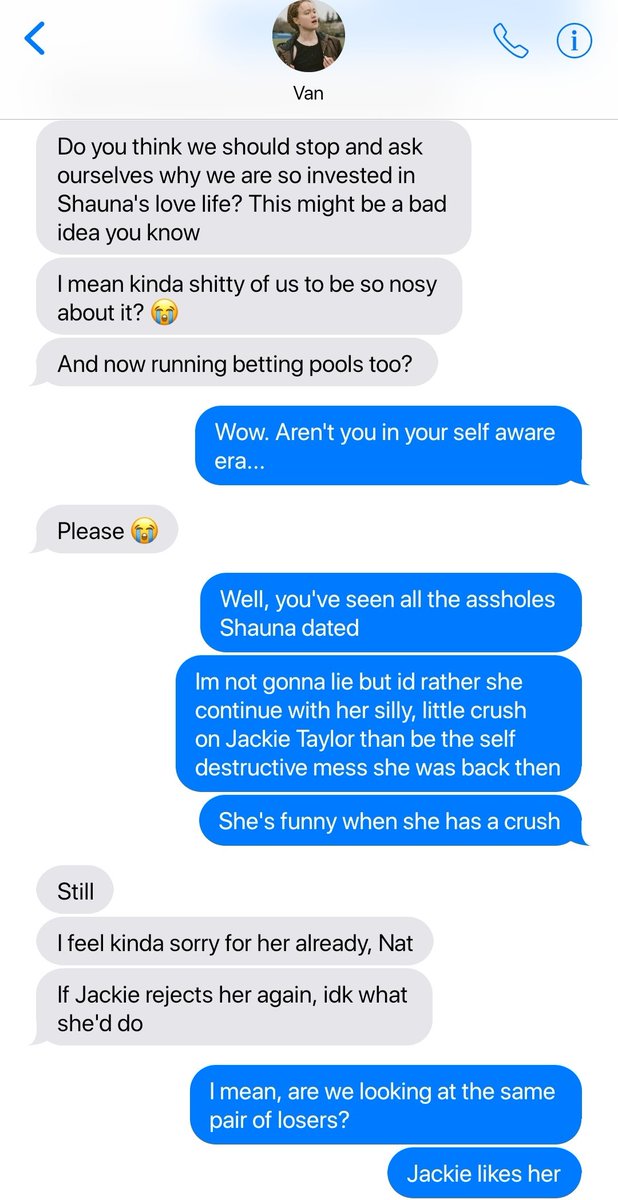 Van
Do you think we should stop and ask
ourselves why we are so invested in
Shauna's love life? This might be a bad
idea you know
I mean kinda shitty of us to be so nosy
about it? 😭
And now running betting pools too?
Wow. Aren't you in your self aware
era...
Please 😭
Well, you've seen all the assholes
Shauna dated
Im not gonna lie but id rather she
continue with her silly, little crush
on Jackie Taylor than be the self
destructive mess she was back then
She's funny when she has a crush
Still
I feel kinda sorry for her already, Nat
If Jackie rejects her again, idk what
she'd do
I mean, are we looking at the same
pair of losers?
Jackie likes her